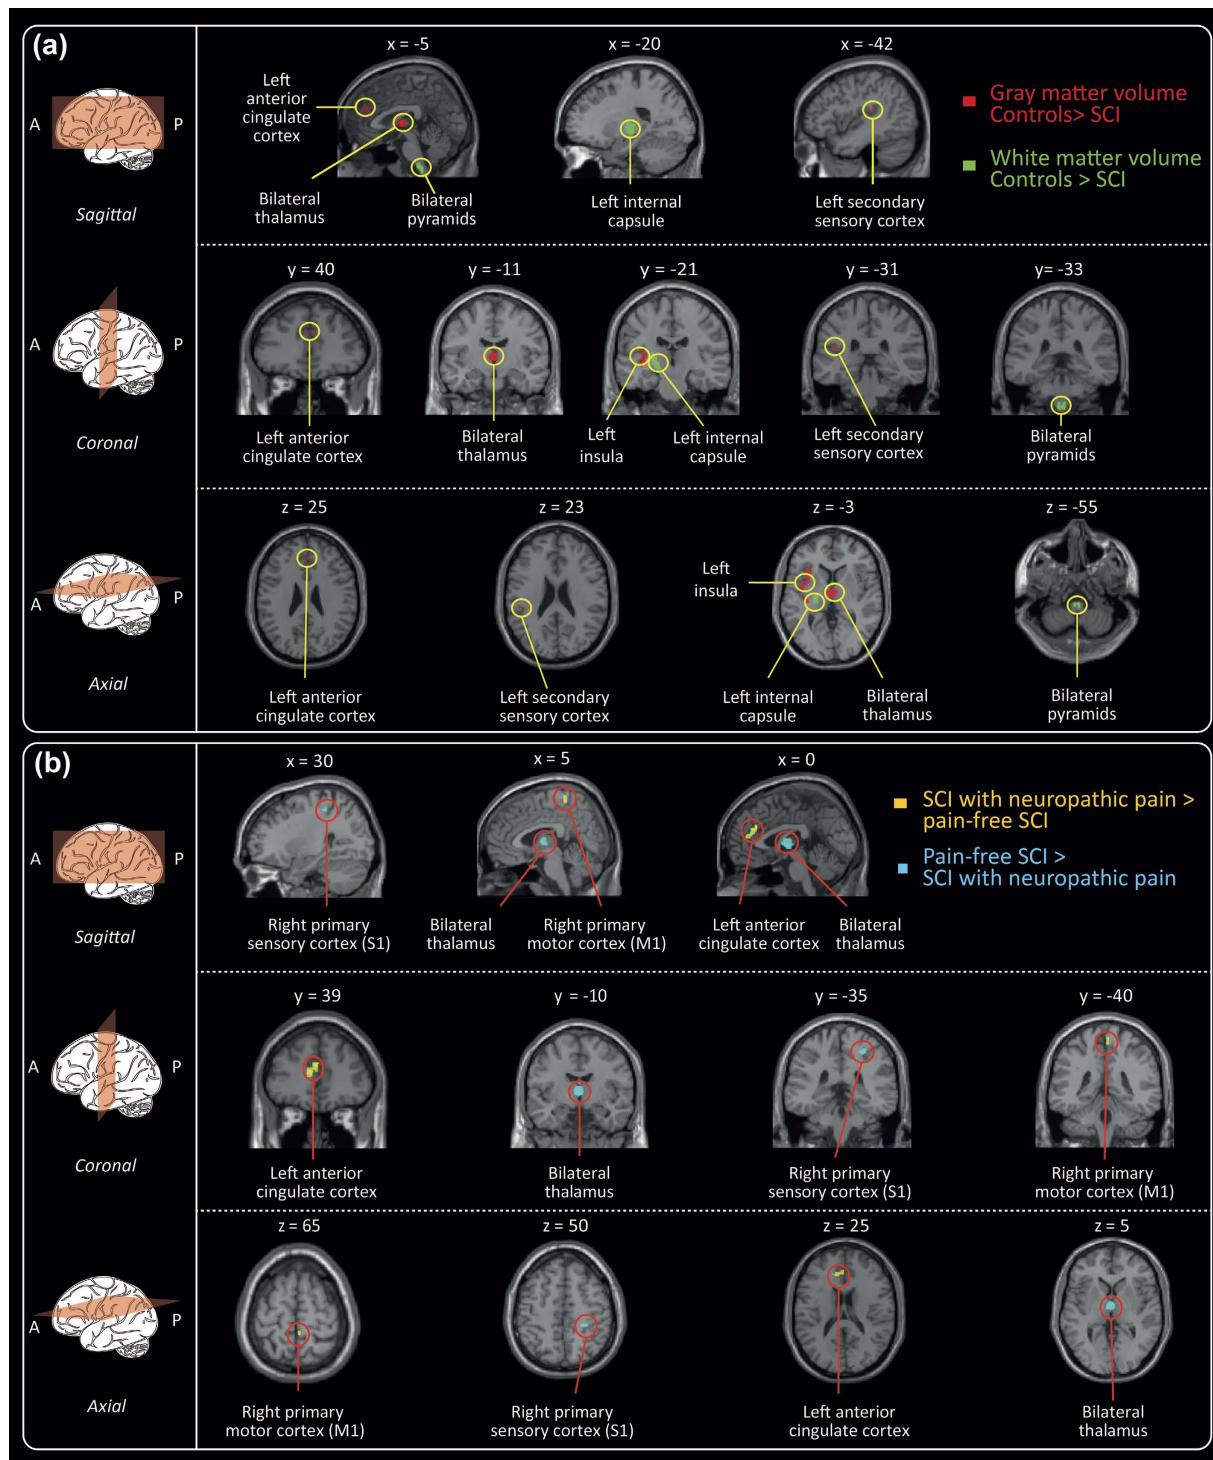 (a)
x = -5
x = -20
x = -42
Left
anterior
cingulate
cortex
A
P
Gray matter volume
Controls> SCI
White matter volume
Controls > SCI
Bilateral
thalamus
Bilateral
pyramids
Left internal
capsule
Left secondary
sensory cortex
Sagittal
y = 40
y = -11
y = -21
y = -31
y= -33
A
P
Left anterior
cingulate cortex
Bilateral
thalamus
Left
insula
Left internal
capsule
Left secondary
sensory cortex
Bilateral
pyramids
Coronal
z = 25
z = 23
z = -3
z = -55
Left
insula
A
P
Axial
Left anterior
cingulate cortex
Left secondary
sensory cortex
Left internal
capsule
Bilateral
thalamus
Bilateral
pyramids
(b)
x = 30
x = 5
x = 0
SCI with neuropathic pain >
pain-free SCI
Pain-free SCI >
SCI with neuropathic pain
A
P
Right primary
sensory cortex (S1)
Bilateral
thalamus
Right primary
motor cortex (M1)
Left anterior
cingulate cortex
Bilateral
thalamus
Sagittal
y = 39
y = -10
y = -35
y = -40
A
P
Coronal
Left anterior
cingulate cortex
Bilateral
thalamus
Right primary
sensory cortex (S1)
Right primary
motor cortex (M1)
z = 65
z = 50
z = 25
z = 5
A
P
Axial
Right primary
motor cortex (M1)
Right primary
sensory cortex (S1)
Left anterior
cingulate cortex
Bilateral
thalamus